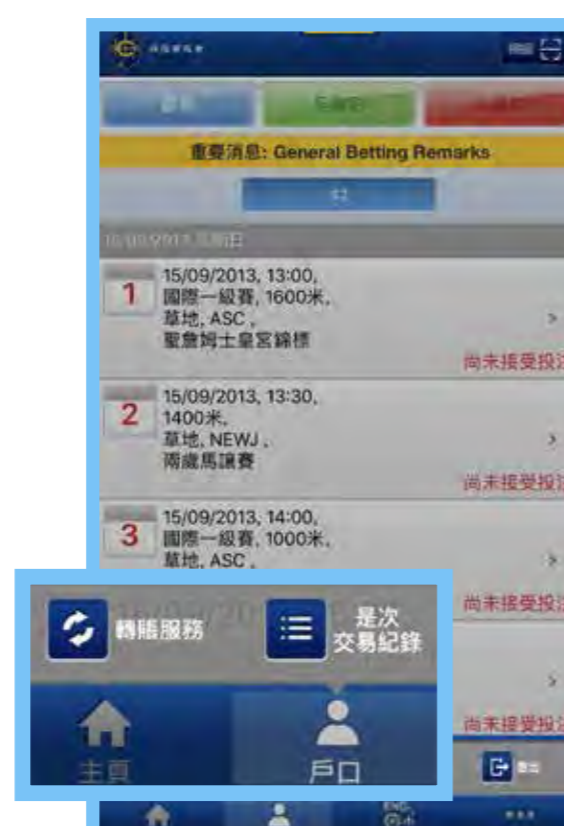 重要消息: General Betting Remarks
1
15/09/2013, 13:00,
國際一級賽, 1600米,
草地, ASC ,
聖詹姆士皇宮錦標
尚未接受投注
2
15/09/2013, 13:30,
1400米,
草地, NEWJ ,
兩歲馬讓賽
尚未接受投注
3
15/09/2013, 14:00,
國際一級賽, 1000米,
草地, ASC ,
尚未接受投注
尚未接受投注
轉賬服務
是次
交易紀錄
主頁
戶口
登出
ENG